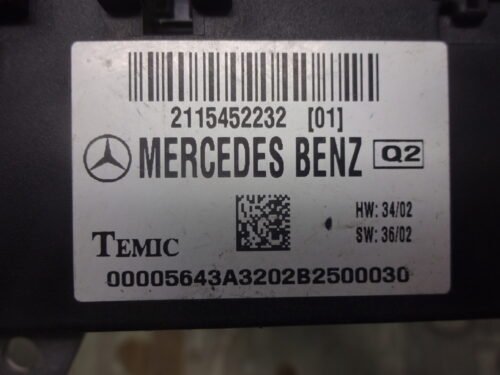 2115452232 [01]
MERCEDES BENZ Q2
HW: 34/02
SW: 36/02
TEMIC
00005643A3202B2500030